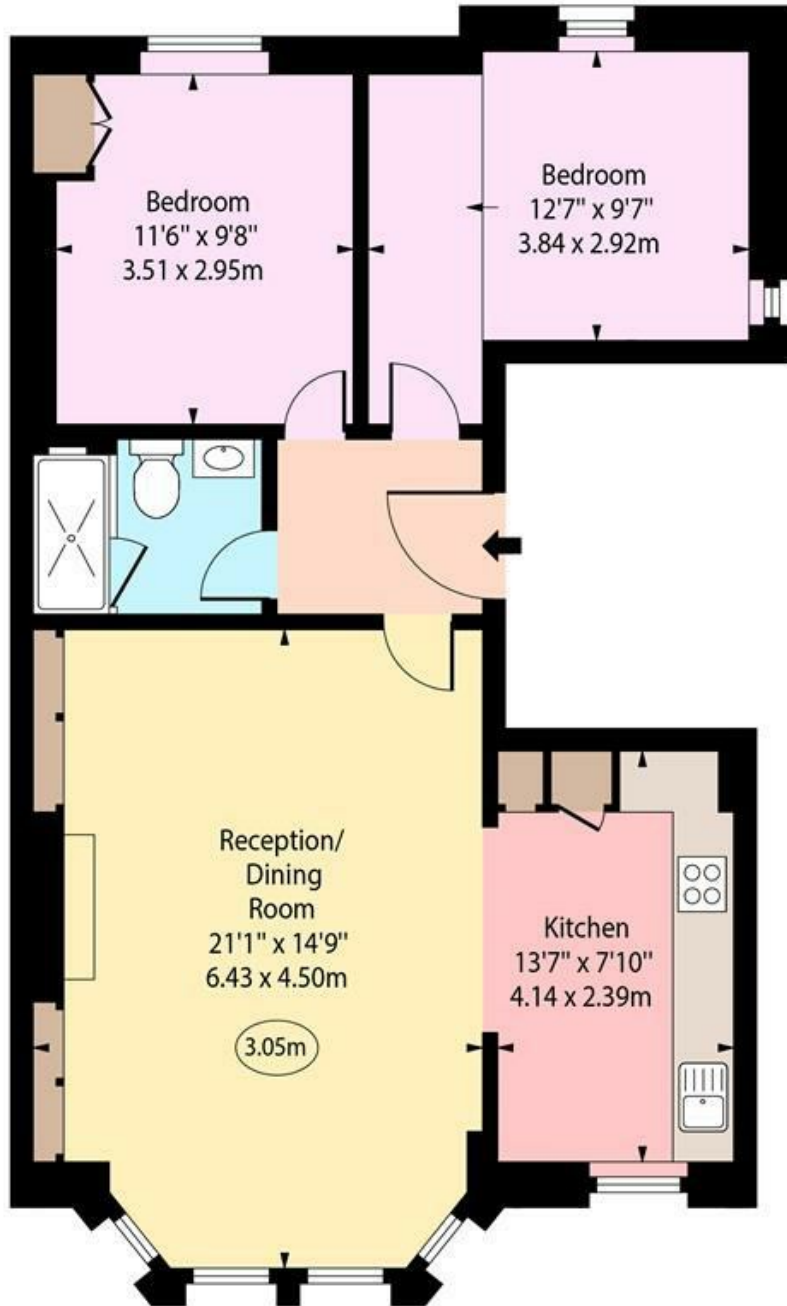 Bedroom
11'6" x 9'8"
3.51 x 2.95m
Bedroom
12'7" x 9'7"
3.84 x 2.92m
Reception/
Dining
Room
21'1" x 14'9"
6.43 x 4.50m
3.05m
Kitchen
13'7" x 7'10"
4.14 x 2.39m